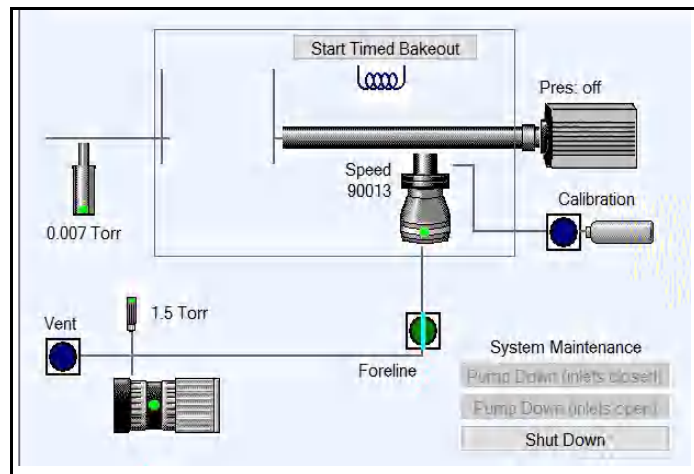 Start Timed Bakeout
Pres: off
Speed
90013
Calibration
0.007 Torr
1.5 Torr
Vent
Foreline
System Maintenance
Pump Down (inlets closed)
Pump Down (inlets open)
Shut Down